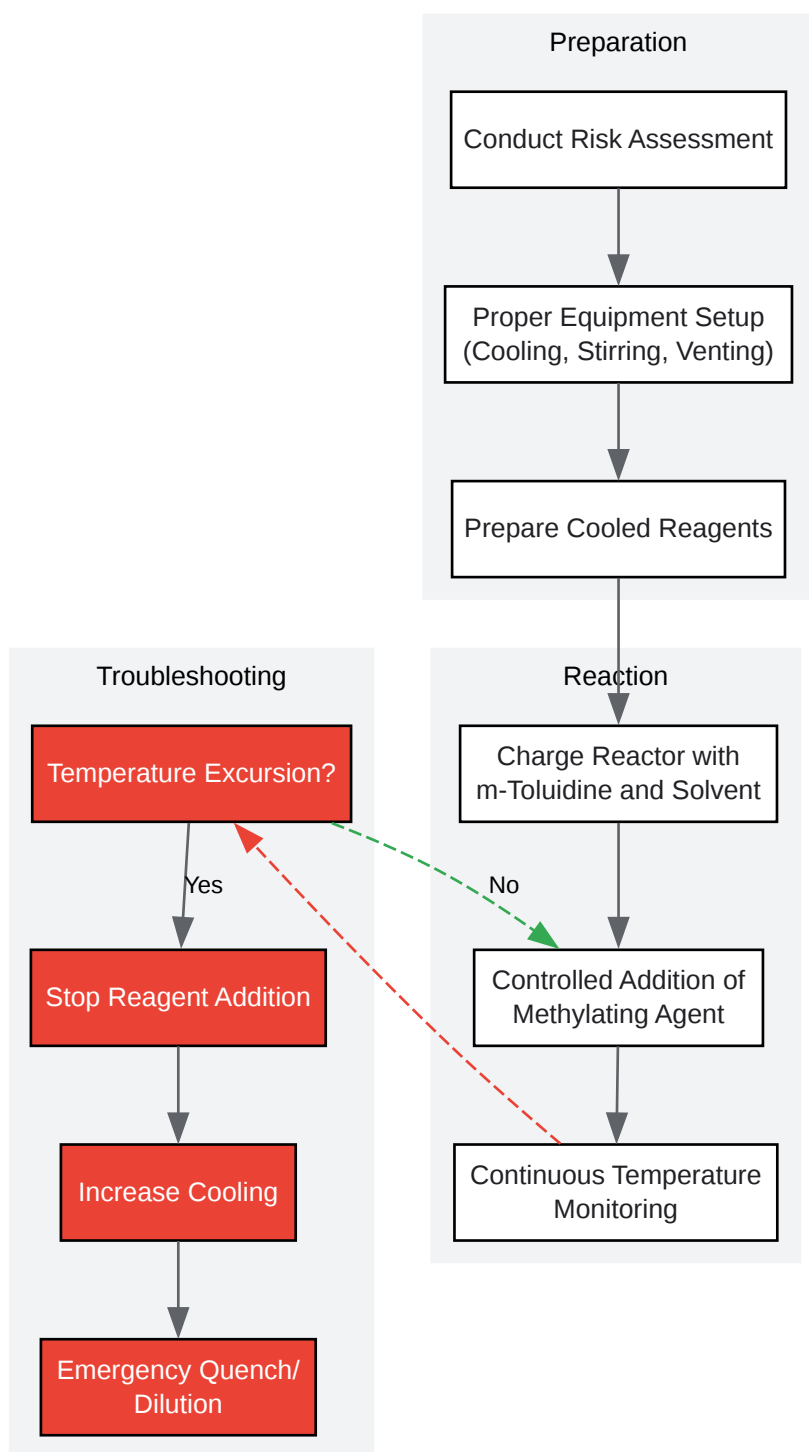 Preparation
Conduct Risk Assessment
Proper Equipment Setup
(Cooling, Stirring, Venting)
Prepare Cooled Reagents
Troubleshooting
Temperature Excursion?
Yes
No
Stop Reagent Addition
Increase Cooling
Emergency Quench/
Dilution
Reaction
Charge Reactor with
m-Toluidine and Solvent
Controlled Addition of
Methylating Agent
Continuous Temperature
Monitoring